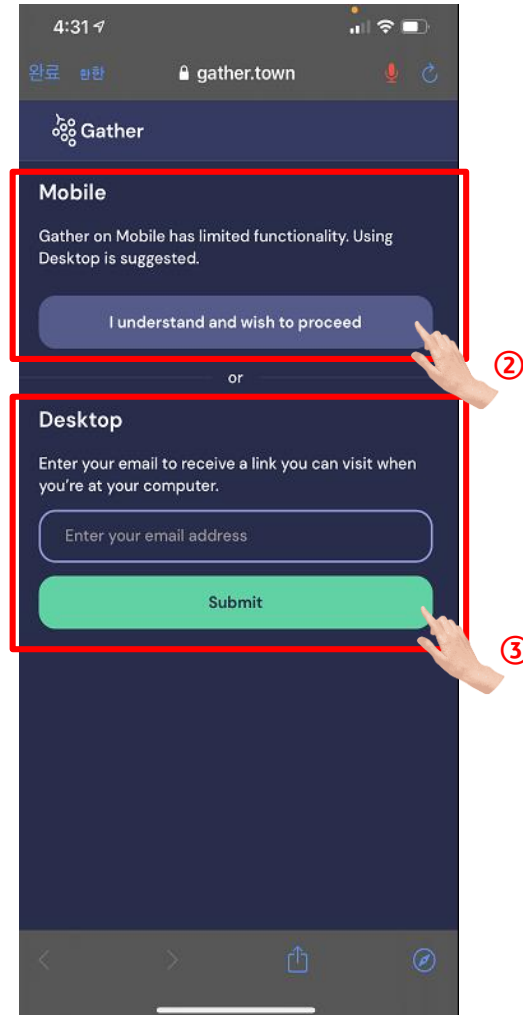 4:31
완료 흰한 gather.town
Gather
Mobile
Gather on Mobile has limited functionality. Using
Desktop is suggested.
I understand and wish to proceed
②
or
Desktop
Enter your email to receive a link you can visit when
you're at your computer.
Enter your email address
Submit
③